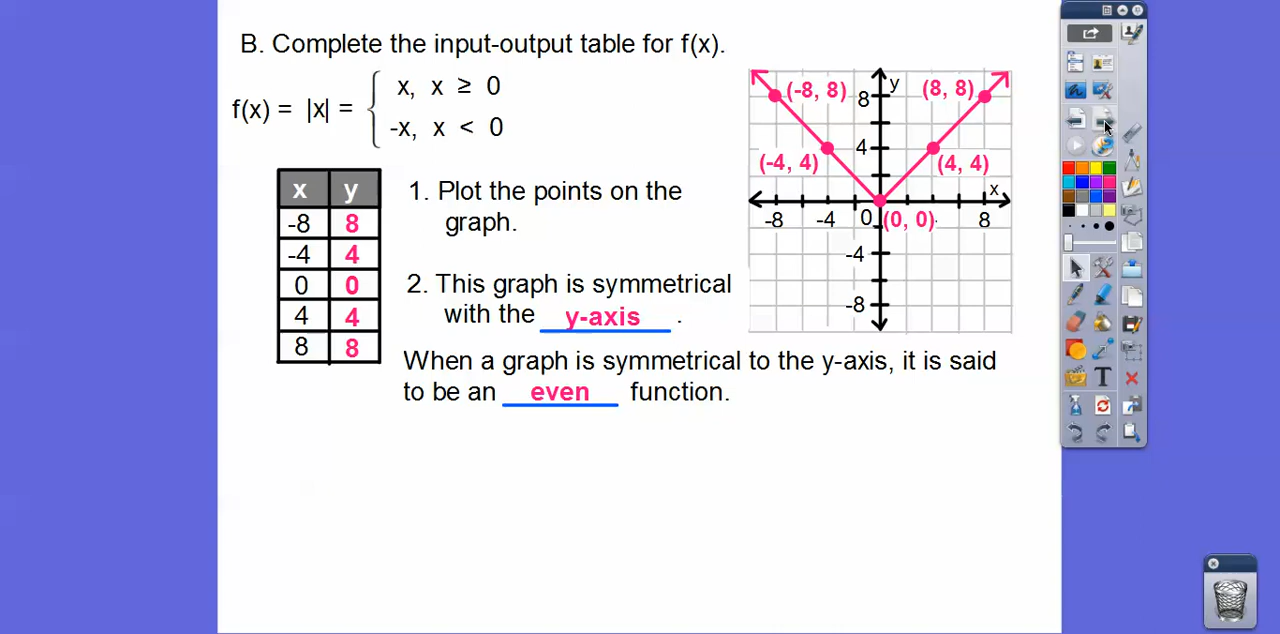 B. Complete the input-output table for f(x).
f(x) = |x| = { x, x ≥ 0
-x, x < 0
x y
-8 8
-4 4
0 0
4 4
8 8
1. Plot the points on the
graph.
2. This graph is symmetrical
with the y-axis .
When a graph is symmetrical to the y-axis, it is said
to be an even function.
(-8, 8) 8 y (8, 8)
(-4, 4) 4 (4, 4)
x
-8 -4 0 (0, 0) 8
-4
-8
T